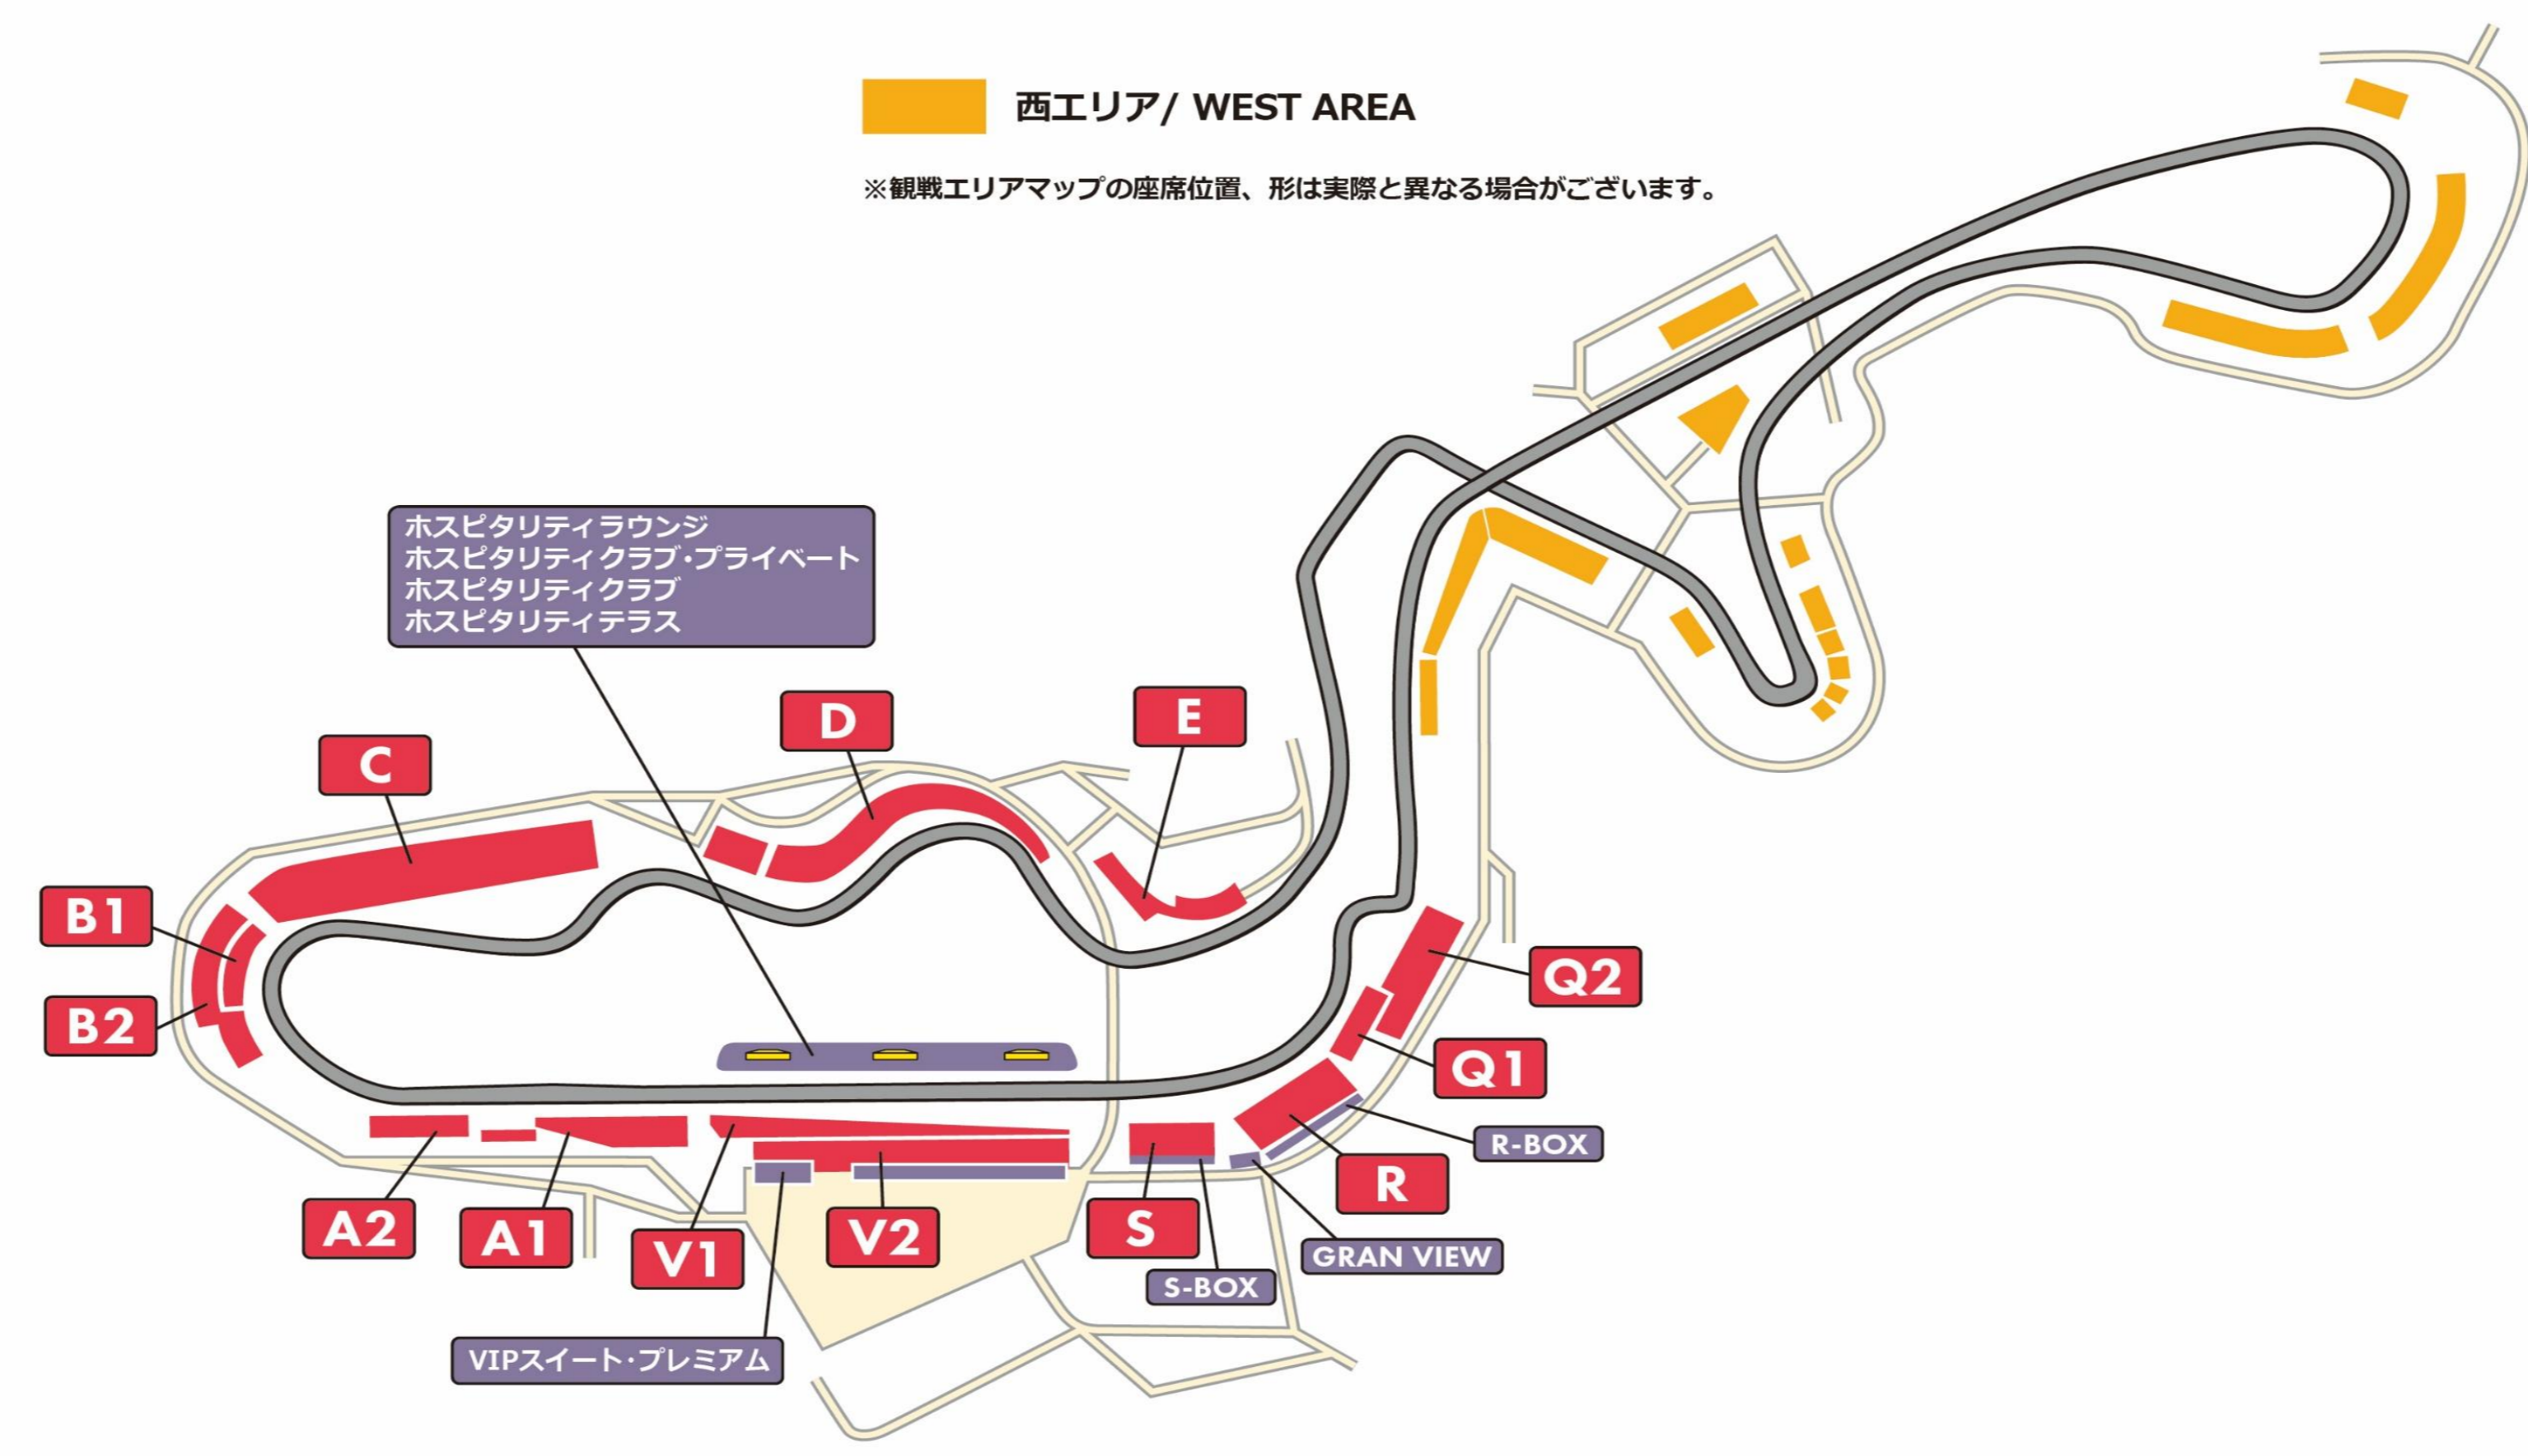 西エリア/ WEST AREA
※観戦エリアマップの座席位置、形は実際と異なる場合がございます。
ホスピタリティラウンジ
ホスピタリティクラブ・プライベート
ホスピタリティクラブ
ホスピタリティテラス
D
E
C
B1
B2
Q2
Q1
R-BOX
R
A2
A1
V1
V2
S
GRAN VIEW
S-BOX
VIPスイート・プレミアム